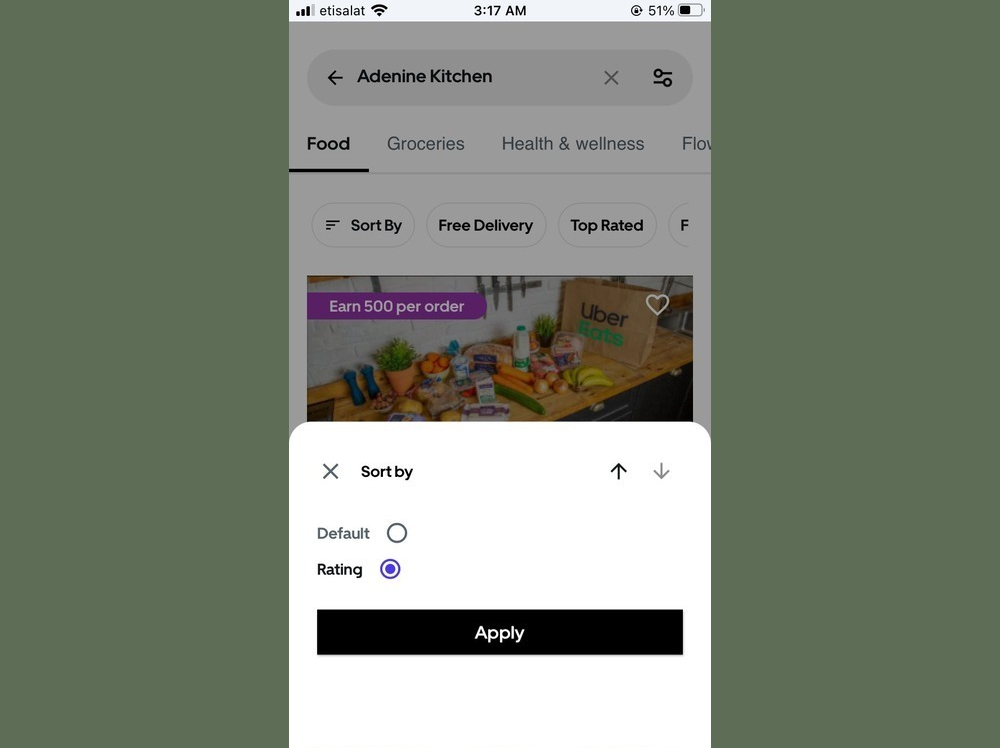 etisalat 3:17 AM 51%
Adenine Kitchen
Food Groceries Health & wellness Flow
Sort By Free Delivery Top Rated F
Earn 500 per order
Uber
Eats
Sort by
Default
Rating
Apply